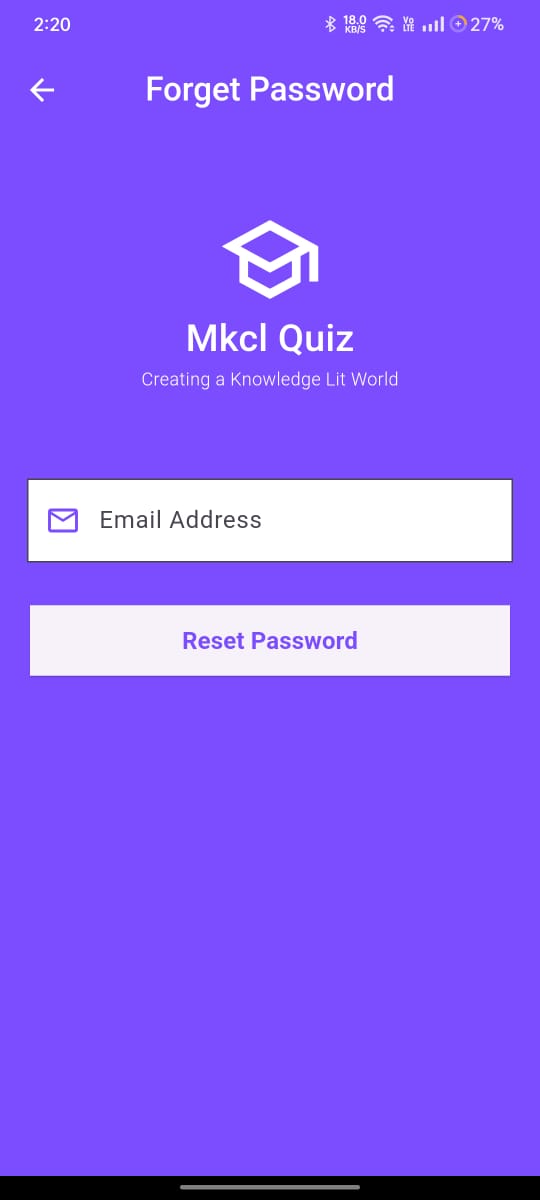 2:20
18.0
KB/S
Vo
LTE
27%
Forget Password
Mkcl Quiz
Creating a Knowledge Lit World
Email Address
Reset Password